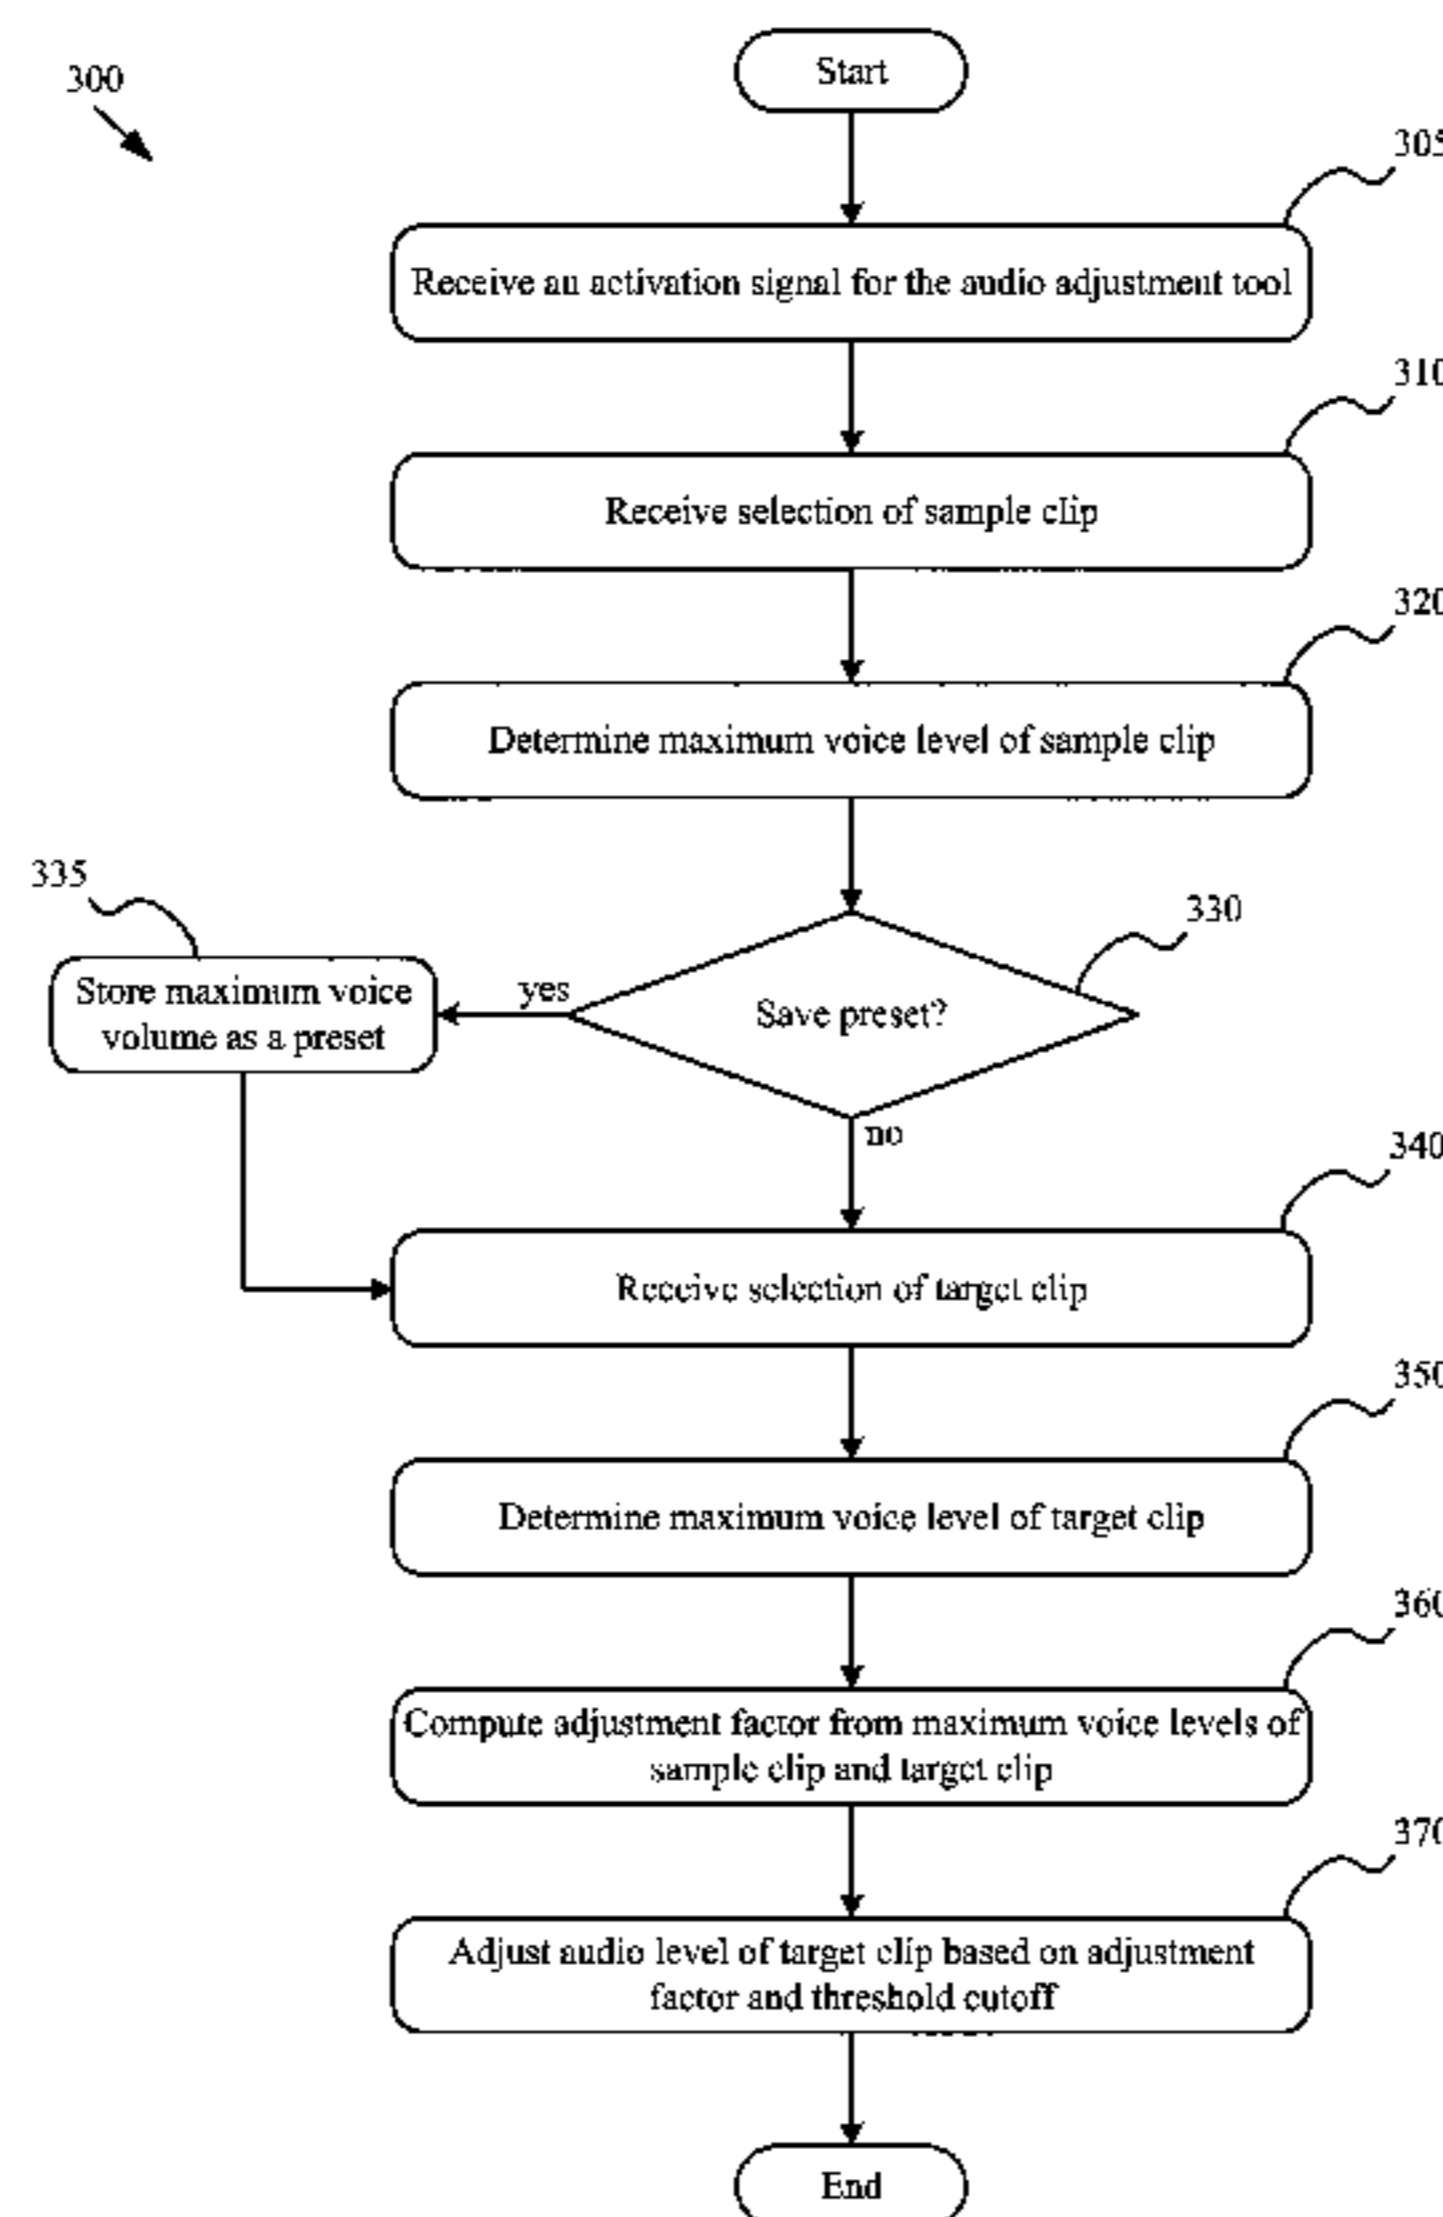 300
Start
305
Receive an activation signal for the audio adjustment tool
310
Receive selection of sample clip
320
Determine maximum voice level of sample clip
335
330
Store maximum voice
volume as a preset
yes
Save preset?
no
340
Receive selection of target clip
350
Determine maximum voice level of target clip
360
Compute adjustment factor from maximum voice levels of
sample clip and target clip
370
Adjust audio level of target clip based on adjustment
factor and threshold cutoff
End